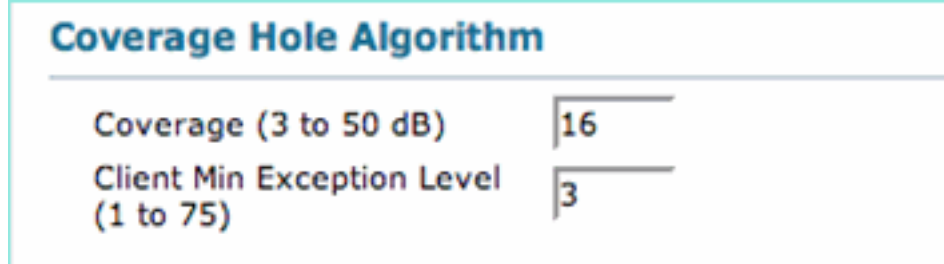 Coverage Hole Algorithm
Coverage (3 to 50 dB) 16
Client Min Exception Level
(1 to 75) 3